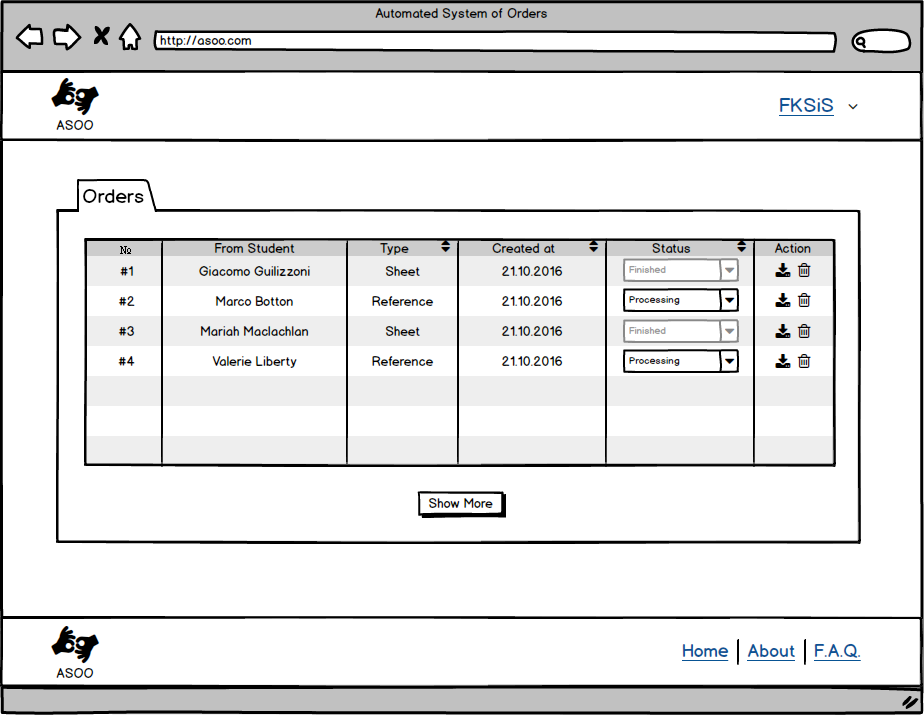 Automated System of Orders
http://asoo.com
ASOO
FKSiS
Orders
№ From Student Type Created at Status Action
#1 Giacomo Guilizzoni Sheet 21.10.2016 Finished
#2 Marco Botton Reference 21.10.2016 Processing
#3 Mariah Maclachlan Sheet 21.10.2016 Finished
#4 Valerie Liberty Reference 21.10.2016 Processing
Show More
ASOO
Home About F.A.Q.